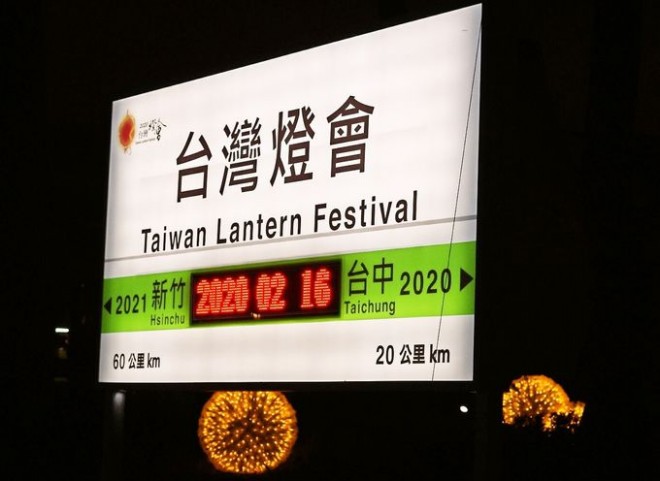 台灣燈會
Taiwan Lantern Festival
2021 新竹 Hsinchu
2020 02 16
台中 Taichung 2020
60 公里 km
20 公里 km